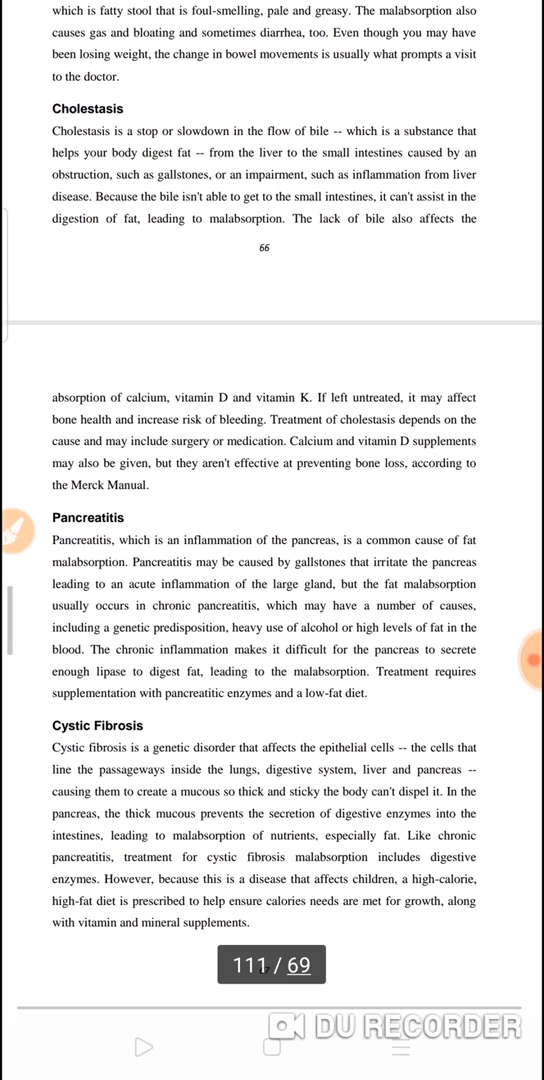 which is fatty stool that is foul-smelling, pale and greasy. The malabsorption also
causes gas and bloating and sometimes diarrhea, too. Even though you may have
been losing weight, the change in bowel movements is usually what prompts a visit
to the doctor.
Cholestasis
Cholestasis is a stop or slowdown in the flow of bile -- which is a substance that
helps your body digest fat -- from the liver to the small intestines caused by an
obstruction, such as gallstones, or an impairment, such as inflammation from liver
disease. Because the bile isn't able to get to the small intestines, it can't assist in the
digestion of fat, leading to malabsorption. The lack of bile also affects the
66
absorption of calcium, vitamin D and vitamin K. If left untreated, it may affect
bone health and increase risk of bleeding. Treatment of cholestasis depends on the
cause and may include surgery or medication. Calcium and vitamin D supplements
may also be given, but they aren't effective at preventing bone loss, according to
the Merck Manual.
Pancreatitis
Pancreatitis, which is an inflammation of the pancreas, is a common cause of fat
malabsorption. Pancreatitis may be caused by gallstones that irritate the pancreas
leading to an acute inflammation of the large gland, but the fat malabsorption
usually occurs in chronic pancreatitis, which may have a number of causes,
including a genetic predisposition, heavy use of alcohol or high levels of fat in the
blood. The chronic inflammation makes it difficult for the pancreas to secrete
enough lipase to digest fat, leading to the malabsorption. Treatment requires
supplementation with pancreatitic enzymes and a low-fat diet.
Cystic Fibrosis
Cystic fibrosis is a genetic disorder that affects the epithelial cells -- the cells that
line the passageways inside the lungs, digestive system, liver and pancreas --
causing them to create a mucous so thick and sticky the body can't dispel it. In the
pancreas, the thick mucous prevents the secretion of digestive enzymes into the
intestines, leading to malabsorption of nutrients, especially fat. Like chronic
pancreatitis, treatment for cystic fibrosis malabsorption includes digestive
enzymes. However, because this is a disease that affects children, a high-calorie,
high-fat diet is prescribed to help ensure calories needs are met for growth, along
with vitamin and mineral supplements.
111 / 69
DU RECORDER